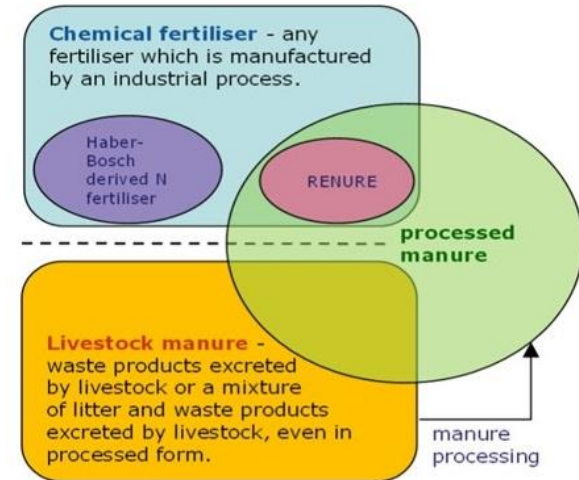 Chemical fertiliser - any
fertiliser which is manufactured
by an industrial process.
Haber-
Bosch
derived N
fertiliser
RENURE
processed
manure
Livestock manure -
waste products excreted
by livestock or a mixture
of litter and waste products
excreted by livestock, even in
processed form.
manure
processing